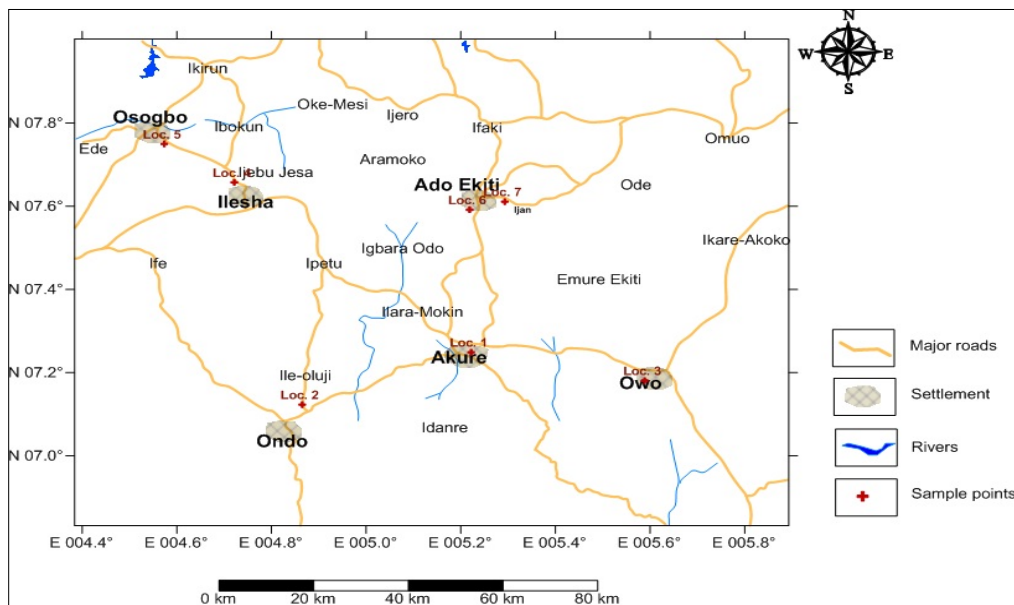 N
W E
S
Ikirun
Oke-Mesi
Ijero
Osogbo
N 07.8°
Ibokun
Ifaki
Loc. 5
Omuo
Ede
Aramoko
Loc.
Ijebu Jesa
Ado Ekiti
Loc. 7
Ode
Ilesha
Loc. 6
N 07.6°
Ijan
Ikare-Akoko
Igbara Odo
Ife
Ipetu
Emure Ekiti
N 07.4°
Ilara-Mokin
Loc. 1
Major roads
Akure
N 07.2°
Ile-oluji
Loc. 3
Owo
Settlement
Loc. 2
Idanre
Ondo
Rivers
N 07.0°
Sample points
E 004.4° E 004.6° E 004.8° E 005.0° E 005.2° E 005.4° E 005.6° E 005.8°
0 km 20 km 40 km 60 km 80 km